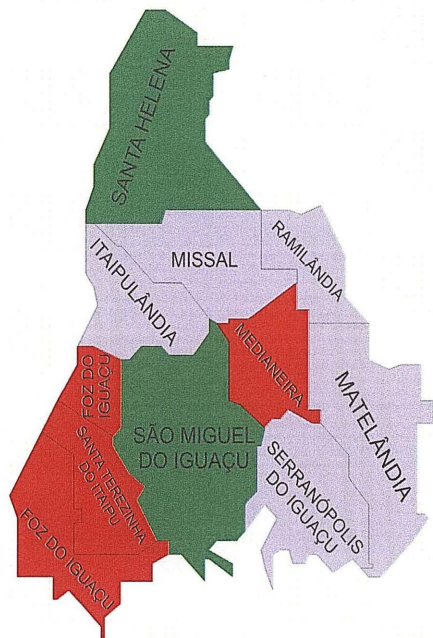 SANTA HELENA
RAMILÂNDIA
MISSAL
ITAIPULÂNDIA
MEDIANEIRA
FOZ DO
IGUAÇU
MATELÂNDIA
SÃO MIGUEL
DO IGUAÇU
SANTA TEREZINHA
DO ITAIPU
SERRANÓPOLIS
DO IGUAÇU
FOZ DO IGUAÇU